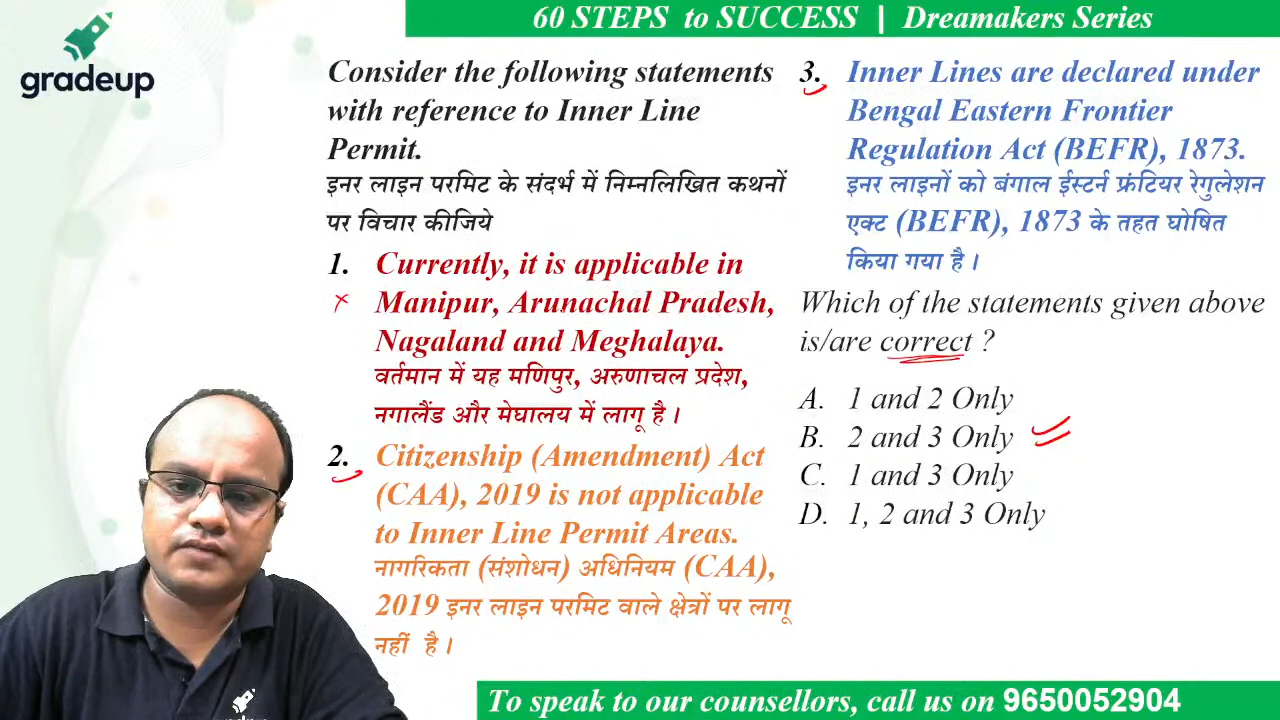 60 STEPS to SUCCESS | Dreamakers Series
gradeup
Consider the following statements
with reference to Inner Line
Permit.
इनर लाइन परमिट के संदर्भ में निम्नलिखित कथनों
पर विचार कीजिये
1. Currently, it is applicable in
Manipur, Arunachal Pradesh,
Nagaland and Meghalaya.
वर्तमान में यह मणिपुर, अरुणाचल प्रदेश,
नगालैंड और मेघालय में लागू है।
2. Citizenship (Amendment) Act
(CAA), 2019 is not applicable
to Inner Line Permit Areas.
नागरिकता (संशोधन) अधिनियम (CAA),
2019 इनर लाइन परमिट वाले क्षेत्रों पर लागू
नहीं है।
3. Inner Lines are declared under
Bengal Eastern Frontier
Regulation Act (BEFR), 1873.
इनर लाइनों को बंगाल ईस्टर्न फ्रंटियर रेगुलेशन
एक्ट (BEFR), 1873 के तहत घोषित
किया गया है।
Which of the statements given above
is/are correct ?
A. 1 and 2 Only
B. 2 and 3 Only
C. 1 and 3 Only
D. 1, 2 and 3 Only
To speak to our counsellors, call us on 9650052904